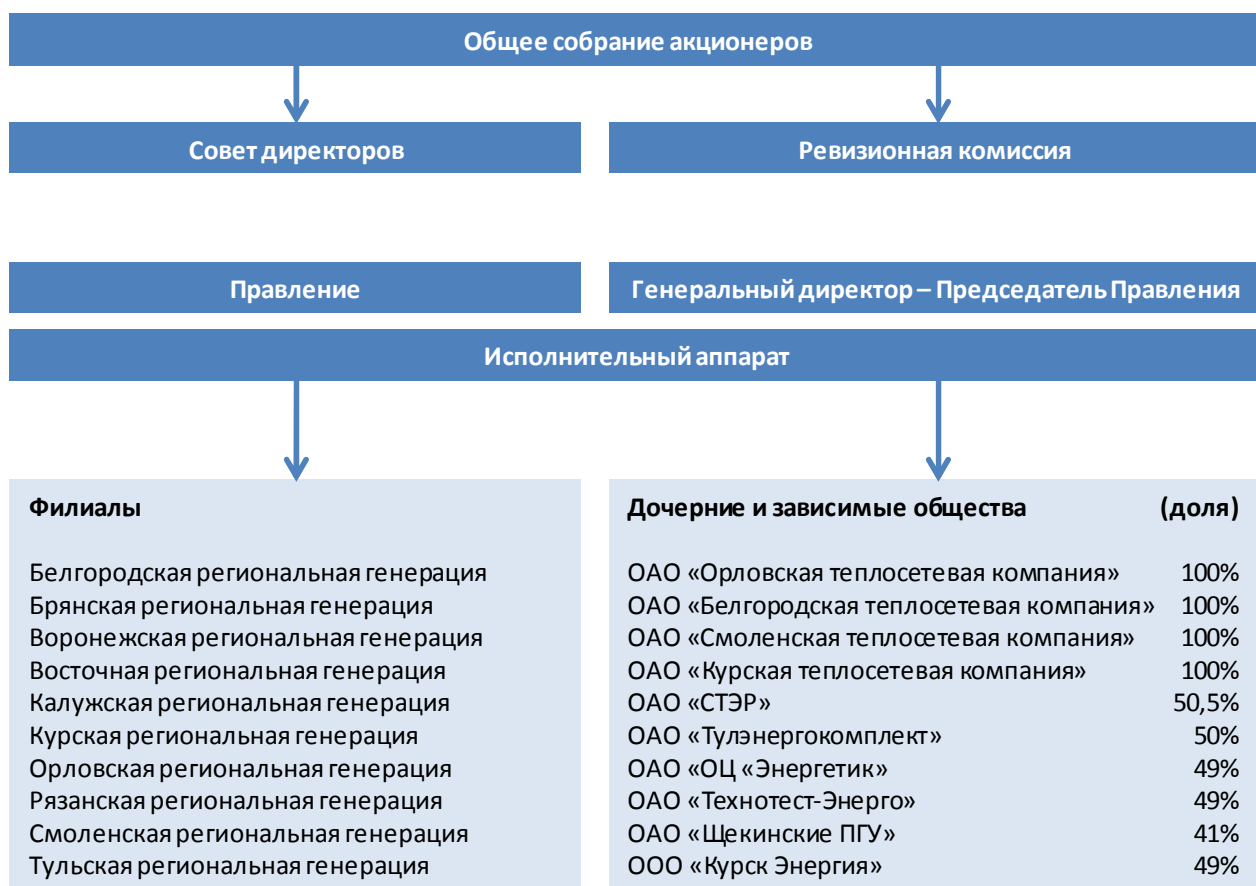 Общее собрание акционеров
Совет директоров
Ревизионная комиссия
Правление
Генеральный директор – Председатель Правления
Исполнительный аппарат
Филиалы
Белгородская региональная генерация
Брянская региональная генерация
Воронежская региональная генерация
Восточная региональная генерация
Калужская региональная генерация
Курская региональная генерация
Орловская региональная генерация
Рязанская региональная генерация
Смоленская региональная генерация
Тульская региональная генерация
Дочерние и зависимые общества (доля)
ОАО «Орловская теплосетевая компания» 100%
ОАО «Белгородская теплосетевая компания» 100%
ОАО «Смоленская теплосетевая компания» 100%
ОАО «Курская теплосетевая компания» 100%
ОАО «СТЭР» 50,5%
ОАО «Тулэнергокомплект» 50%
ОАО «ОЦ «Энергетик» 49%
ОАО «Технотест-Энерго» 49%
ОАО «Щекинские ПГУ» 41%
ООО «Курск Энергия» 49%